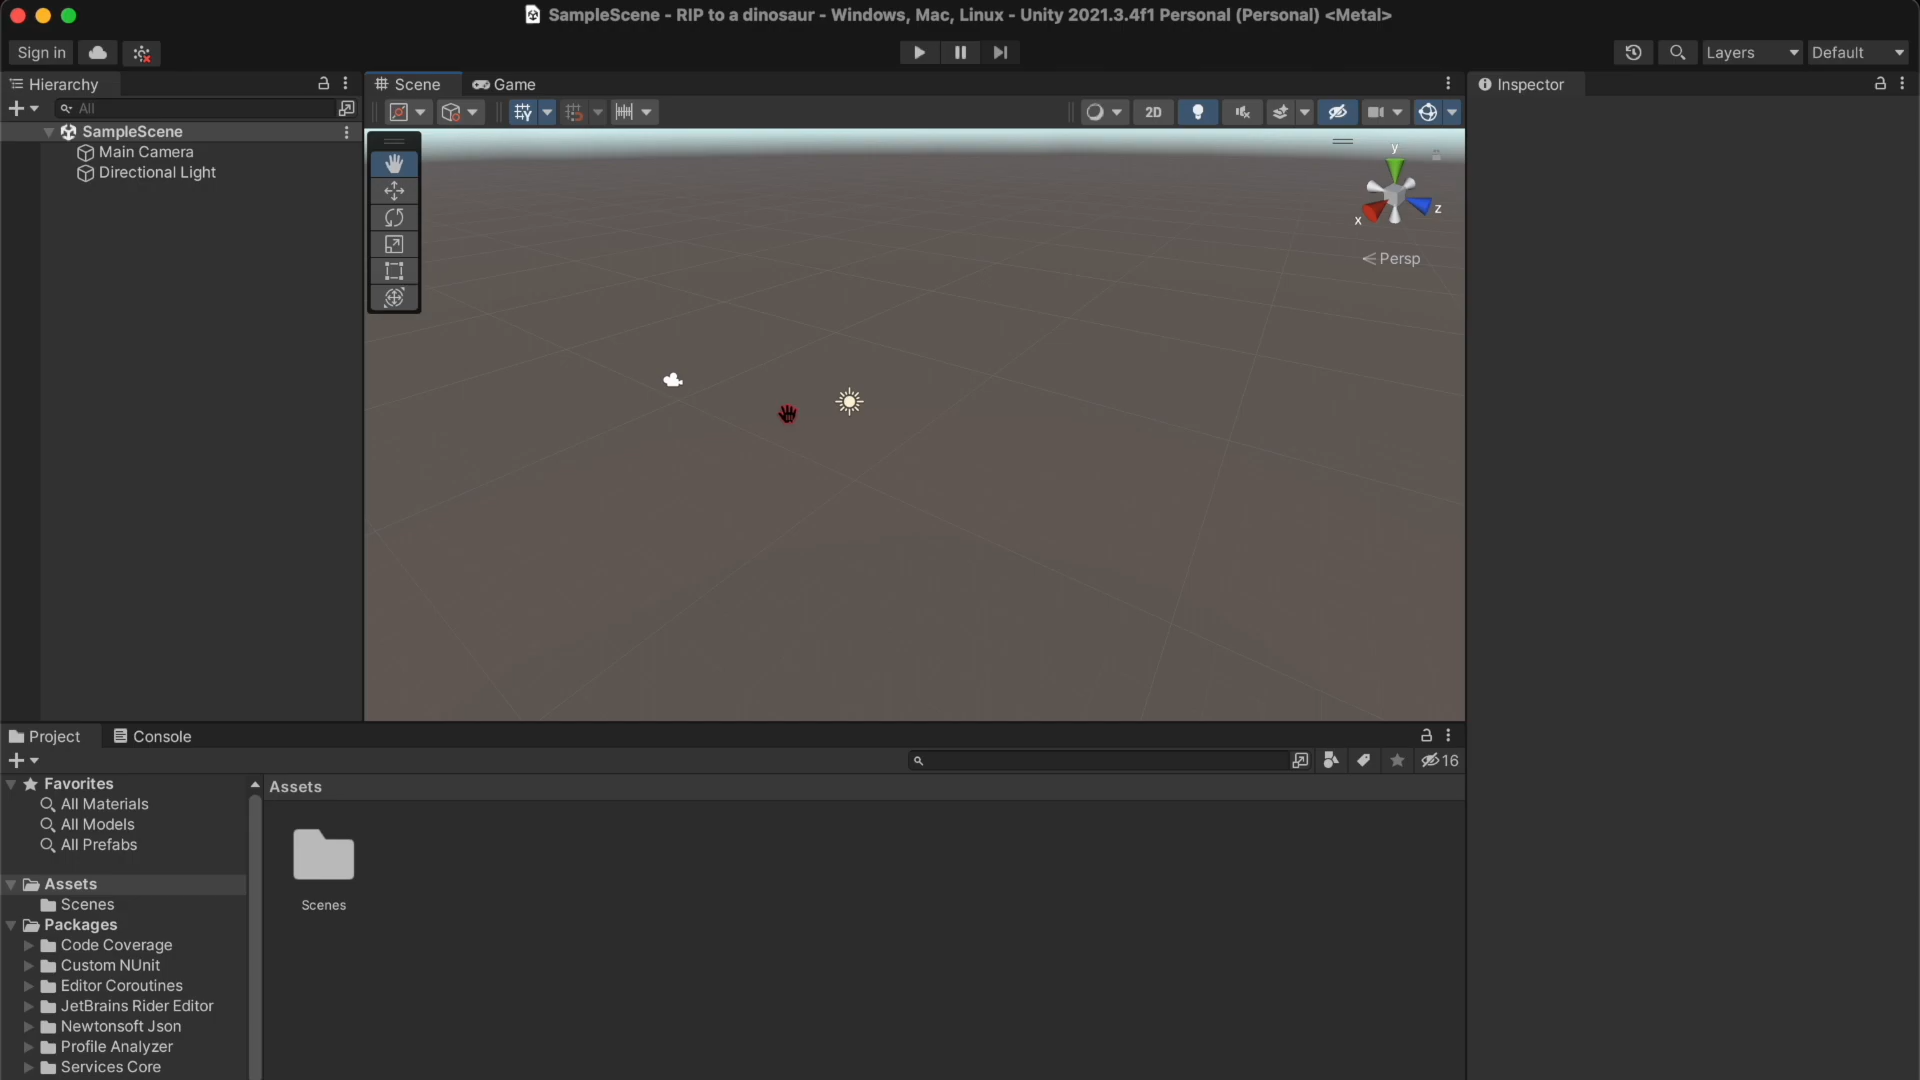 SampleScene - RIP to a dinosaur - Windows, Mac, Linux - Unity 2021.3.4f1 Personal (Personal) <Metal>
Sign in
Layers
Default
Hierarchy
Scene
Game
Inspector
All
2D
SampleScene
Main Camera
Directional Light
y
x
z
Persp
Project
Console
16
Favorites
All Materials
All Models
All Prefabs
Assets
Scenes
Packages
Code Coverage
Custom NUnit
Editor Coroutines
JetBrains Rider Editor
Newtonsoft Json
Profile Analyzer
Services Core
Assets
Scenes